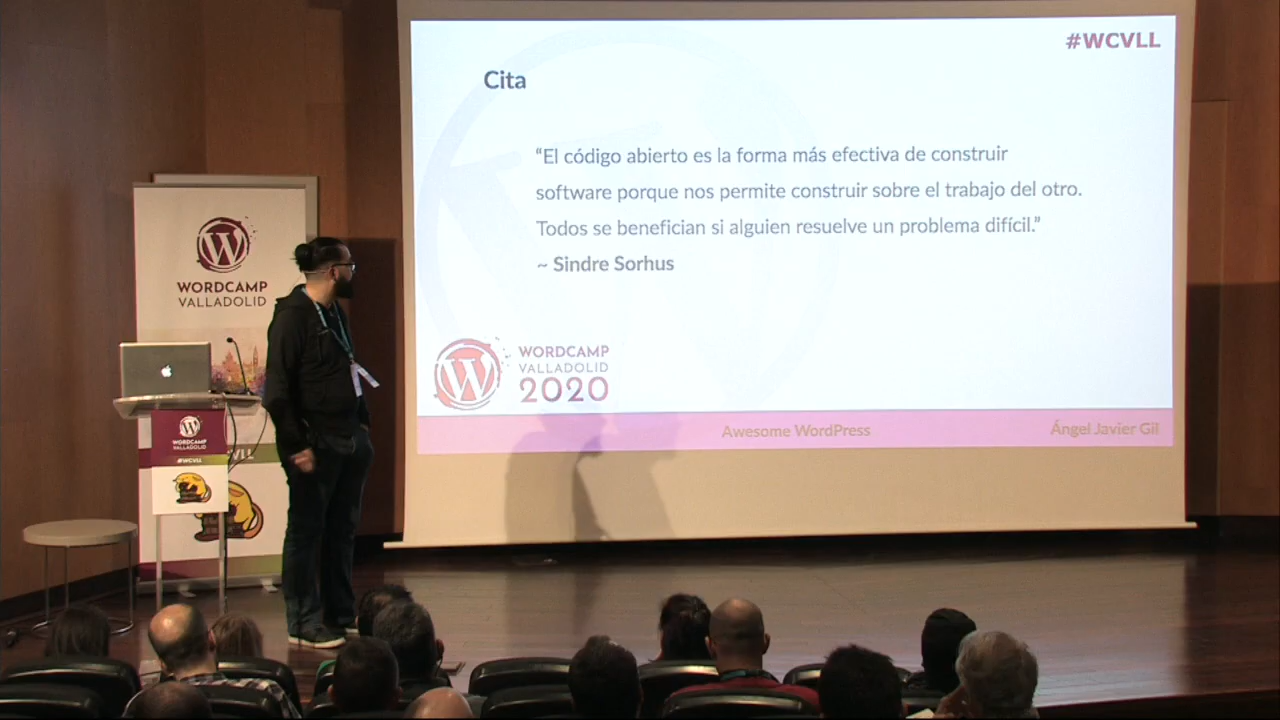 #WCVLL
Cita
“El código abierto es la forma más efectiva de construir
software porque nos permite construir sobre el trabajo del otro.
Todos se benefician si alguien resuelve un problema difícil.”
~ Sindre Sorhus
WORDCAMP
VALLADOLID
2020
Awesome WordPress
Ángel Javier Gil
WORDCAMP
VALLADOLID
WORDCAMP
VALLADOLID
#WCVLL
VLL